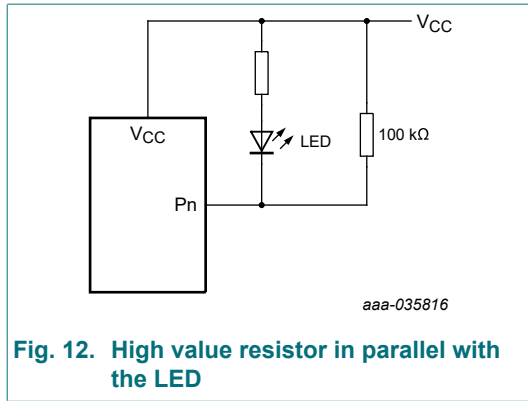 VCC
VCC
LED
100 kΩ
Pn
aaa-035816
Fig. 12. High value resistor in parallel with
the LED